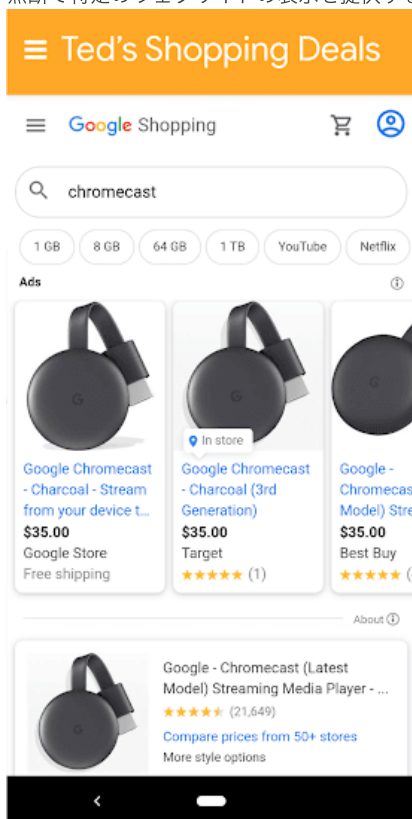 Ted's Shopping Deals
Google Shopping
chromecast
1 GB 8 GB 64 GB 1 TB YouTube Netflix
Ads
G
G
G
In store
Google Chromecast
- Charcoal - Stream
from your device t...
$35.00
Google Store
Free shipping
Google Chromecast
- Charcoal (3rd
Generation)
$35.00
Target
(1)
Google -
Chromecas
Model) Stre
$35.00
Best Buy
About
G
Google - Chromecast (Latest
Model) Streaming Media Player - ...
(21,649)
Compare prices from 50+ stores
More style options